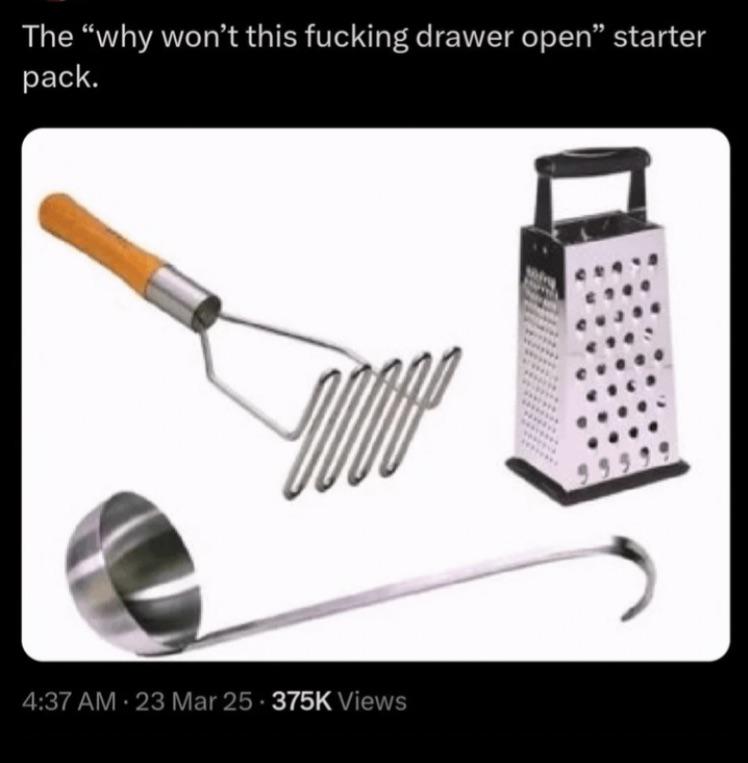 The “why won’t this fucking drawer open” starter
pack.
4:37 AM · 23 Mar 25 · 375K Views